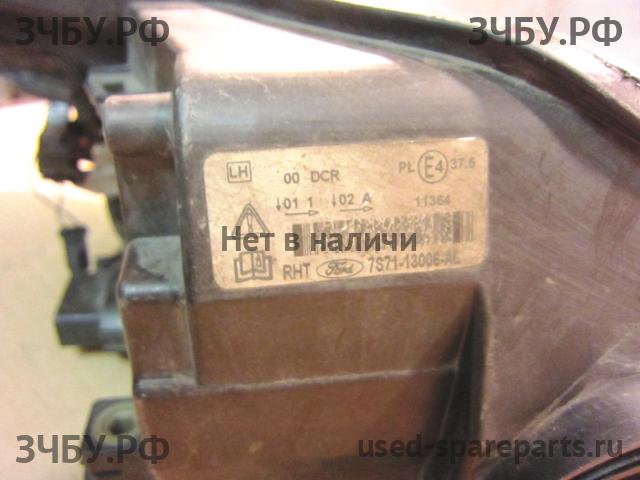 ЗЧБУ.РФ
ЗЧБУ.РФ
LH 00 DCR PL E4 37.5
↓01 1 ↓02 A 11364
Нет в наличи
RHT Ford 7S71-13006-AL
ЗЧБУ.РФ
used-spareparts.ru